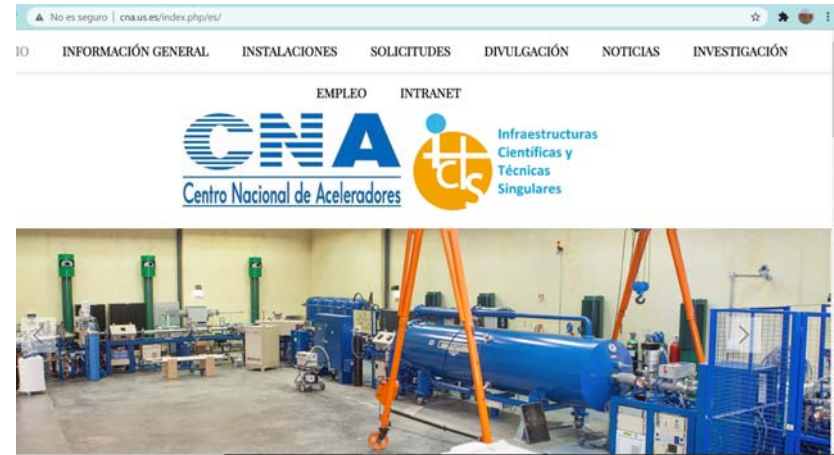 No es seguro | cna.us.es/index.php/es/
IO INFORMACIÓN GENERAL INSTALACIONES SOLICITUDES DIVULGACIÓN NOTICIAS INVESTIGACIÓN
EMPLEO INTRANET
CNA
Centro Nacional de Aceleradores
icts
Infraestructuras
Científicas y
Técnicas
Singulares